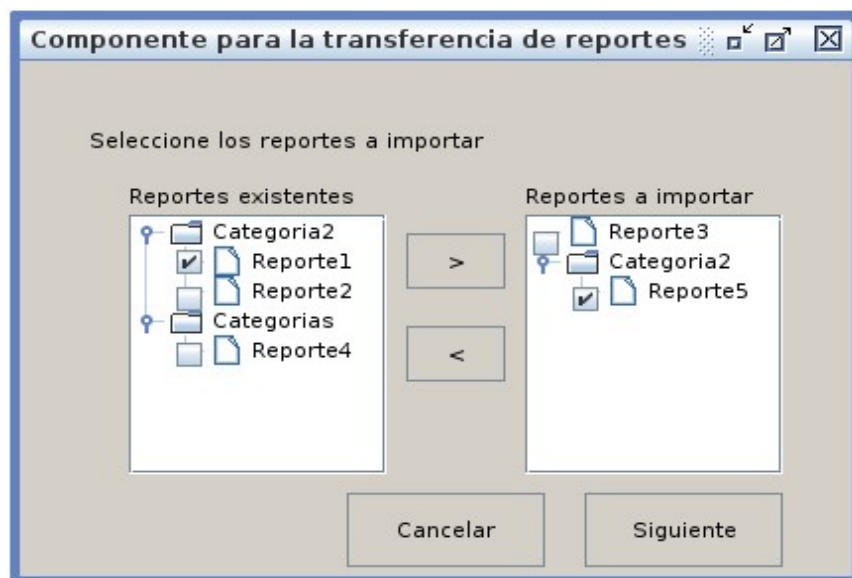 Componente para la transferencia de reportes
Seleccione los reportes a importar
Reportes existentes
Categoria2
Reporte1
Reporte2
Categorias
Reporte4
>
<
Reportes a importar
Reporte3
Categoria2
Reporte5
Cancelar
Siguiente